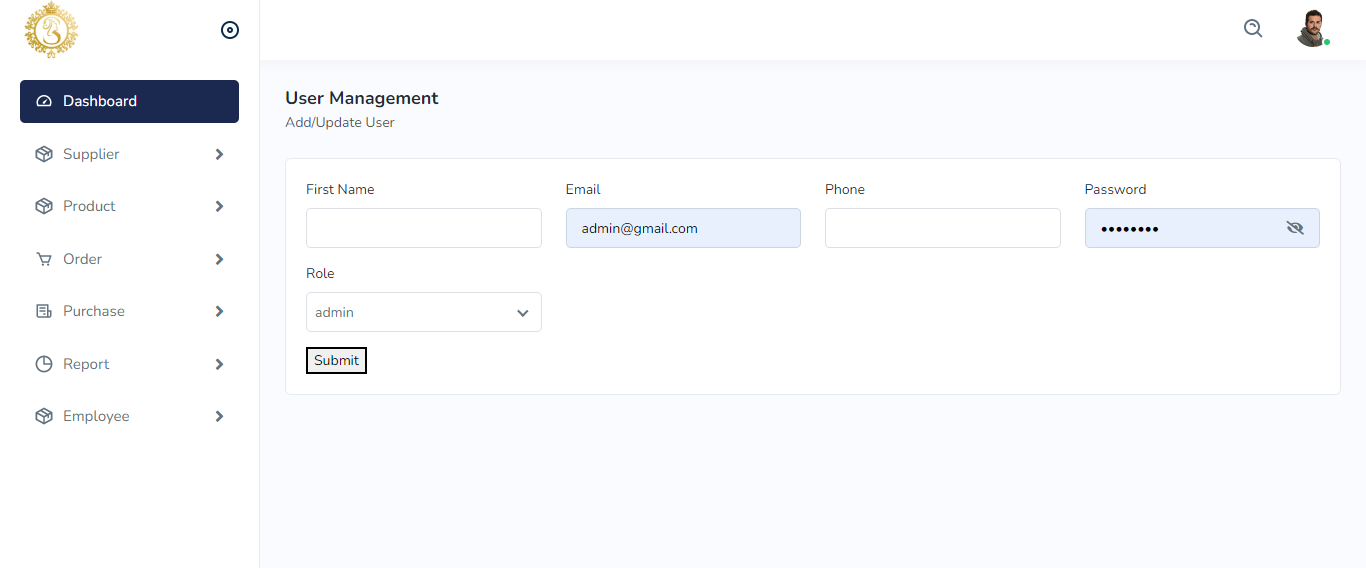 Dashboard
Supplier
Product
Order
Purchase
Report
Employee
User Management
Add/Update User
First Name Email Phone Password
admin@gmail.com ••••••••
Role
admin
Submit